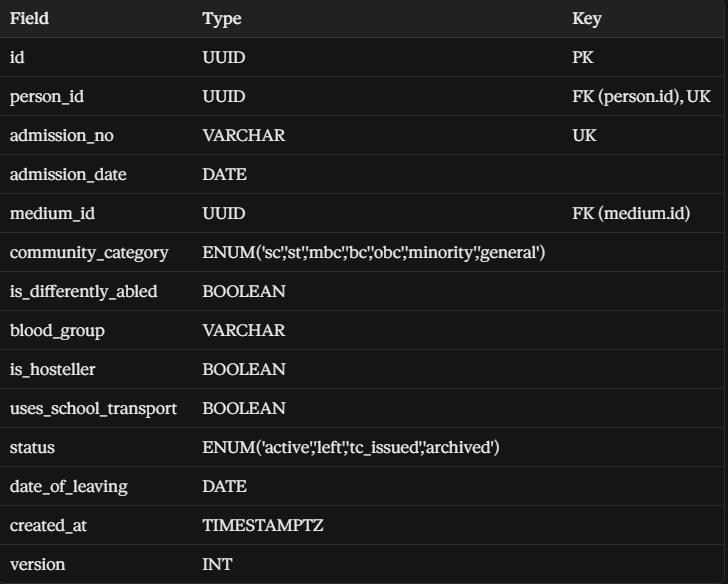 Field Type Key
id UUID PK
person_id UUID FK (person.id), UK
admission_no VARCHAR UK
admission_date DATE
medium_id UUID FK (medium.id)
community_category ENUM('sc','st','mbc','bc','obc','minority','general')
is_differently_abled BOOLEAN
blood_group VARCHAR
is_hosteller BOOLEAN
uses_school_transport BOOLEAN
status ENUM('active','left','tc_issued','archived')
date_of_leaving DATE
created_at TIMESTAMPTZ
version INT